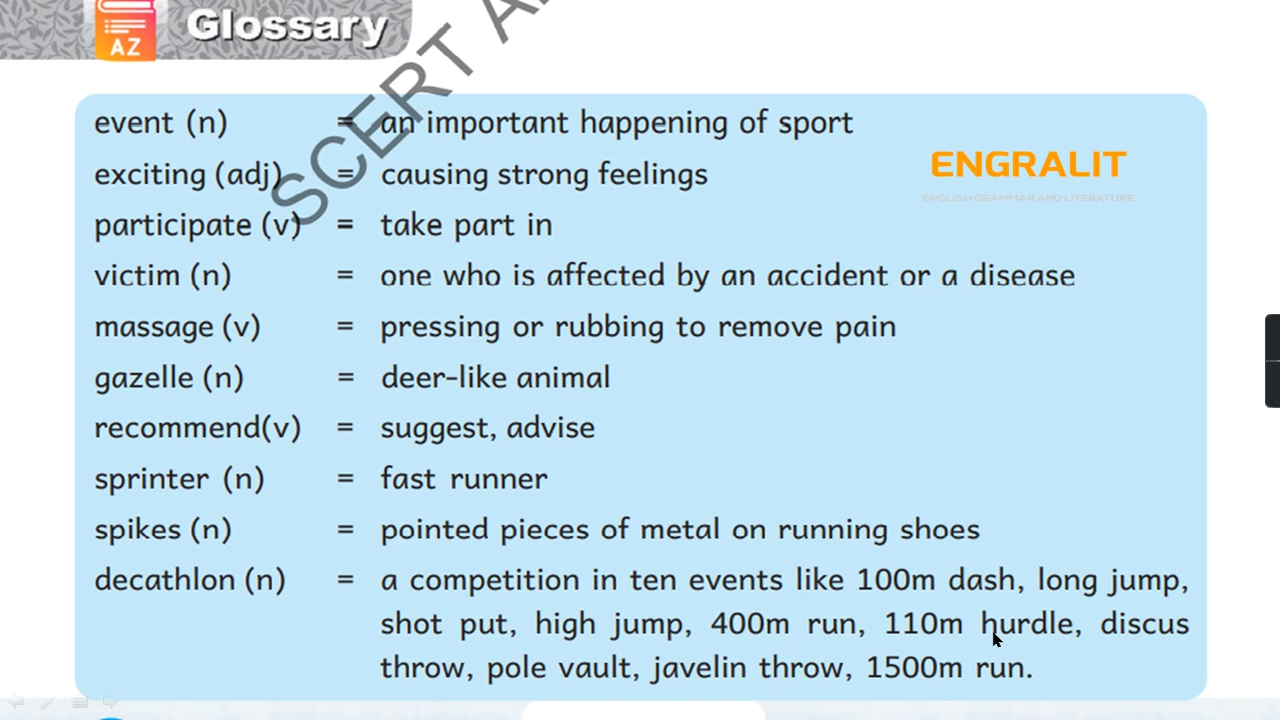 AZ
Glossary
SCERT A
event (n) = an important happening of sport
ENGRALIT
ENGLISH GRAMMAR AND LITERATURE
exciting (adj) = causing strong feelings
participate (v) = take part in
victim (n) = one who is affected by an accident or a disease
massage (v) = pressing or rubbing to remove pain
gazelle (n) = deer-like animal
recommend(v) = suggest, advise
sprinter (n) = fast runner
spikes (n) = pointed pieces of metal on running shoes
decathlon (n) = a competition in ten events like 100m dash, long jump,
shot put, high jump, 400m run, 110m hurdle, discus
throw, pole vault, javelin throw, 1500m run.